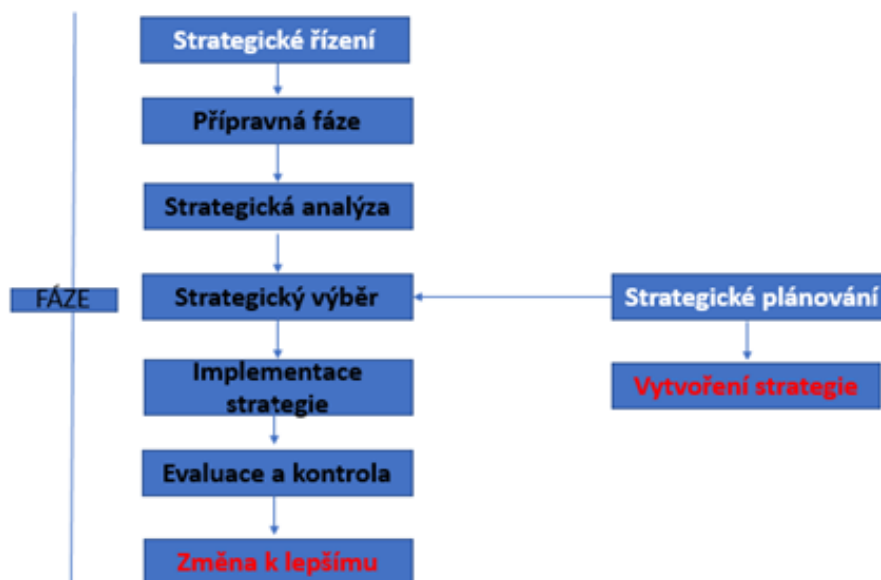 Strategické řízení
Přípravná fáze
Strategická analýza
FÁZE
Strategický výběr
Strategické plánování
Implementace
strategie
Vytvoření strategie
Evaluace a kontrola
Změna k lepšímu